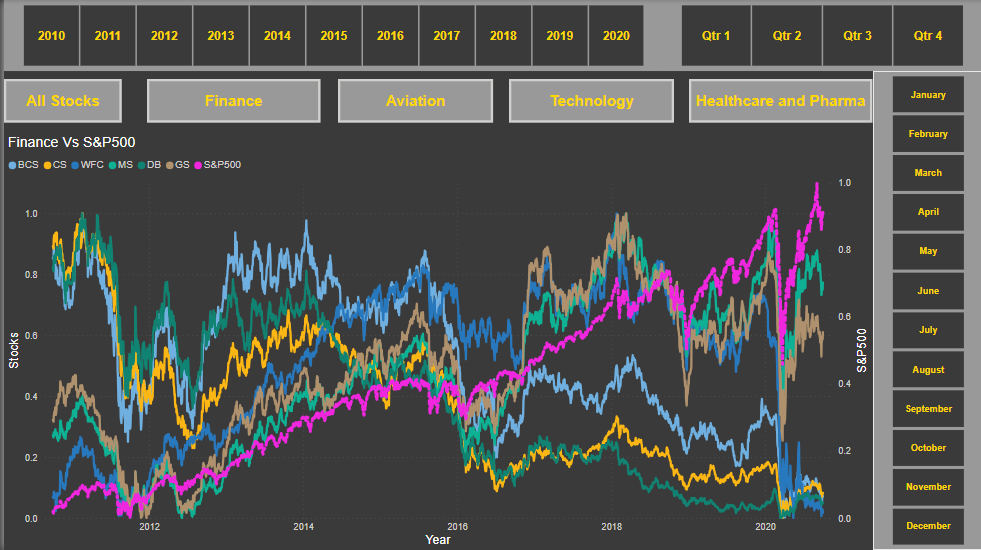 2010 2011 2012 2013 2014 2015 2016 2017 2018 2019 2020 Qtr 1 Qtr 2 Qtr 3 Qtr 4
All Stocks Finance Aviation Technology Healthcare and Pharma
Finance Vs S&P500
BCS CS WFC MS DB GS S&P500
1.0
0.8
0.6
0.4
0.2
0.0
Stocks
2012 2014 2016 2018 2020
Year
1.0
0.8
0.6
0.4
0.2
0.0
S&P500
January
February
March
April
May
June
July
August
September
October
November
December